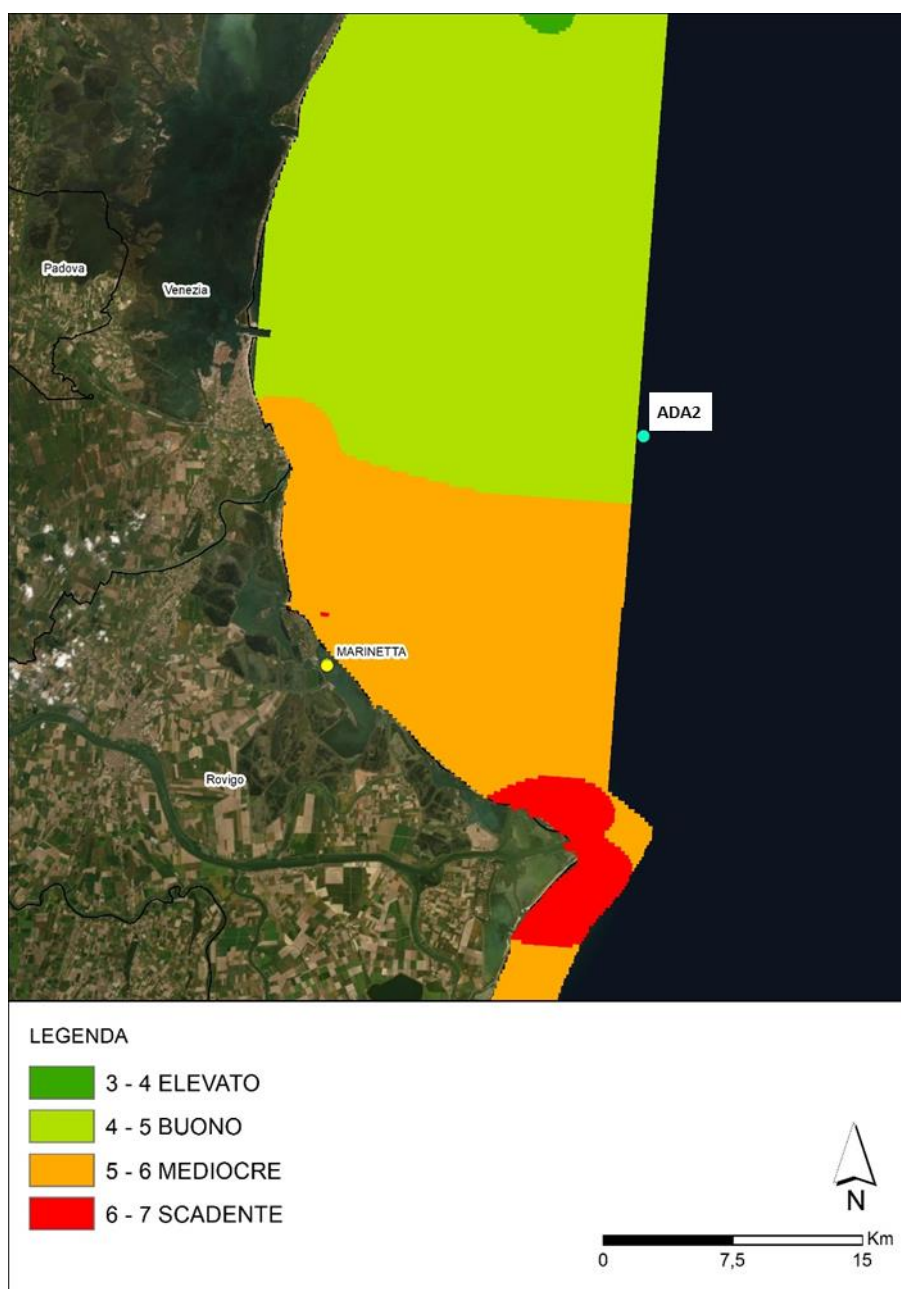 Padova
Venezia
ADA2
MARINETTA
Rovigo
LEGENDA
3 - 4 ELEVATO
4 - 5 BUONO
5 - 6 MEDIOCRE
6 - 7 SCADENTE
N
Km
0 7,5 15